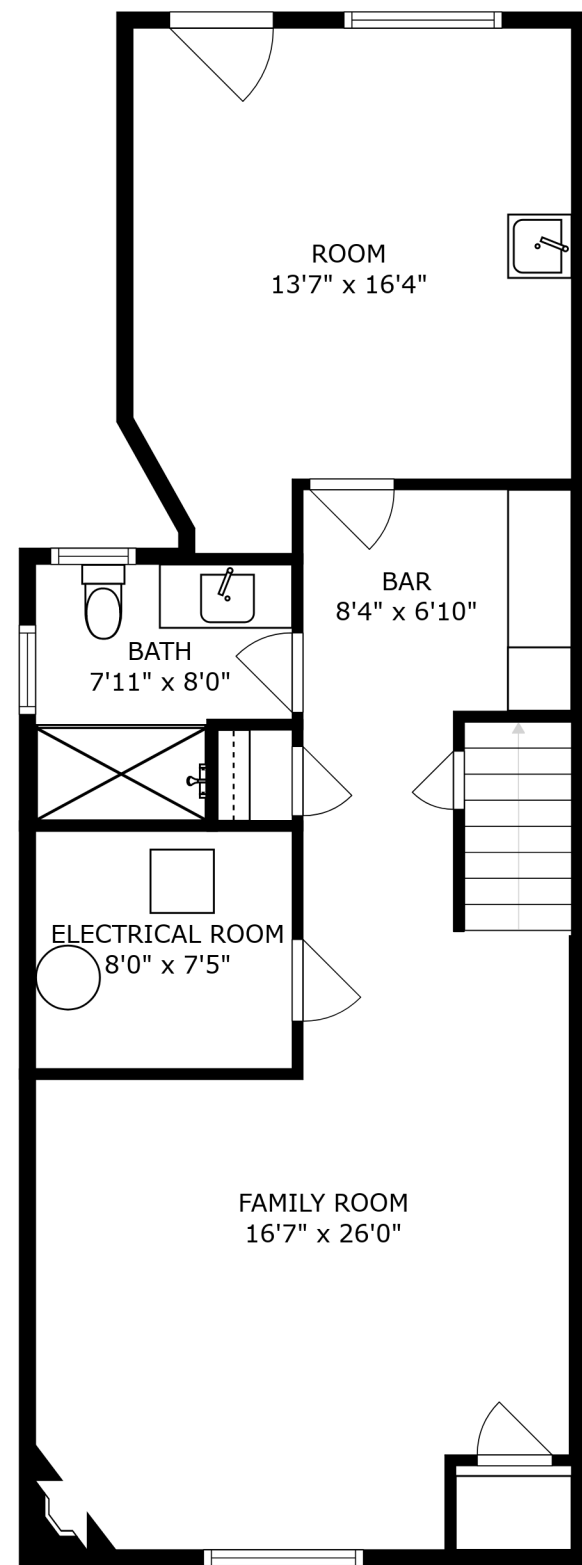 ROOM
13'7" x 16'4"
BAR
8'4" x 6'10"
BATH
7'11" x 8'0"
ELECTRICAL ROOM
8'0" x 7'5"
FAMILY ROOM
16'7" x 26'0"